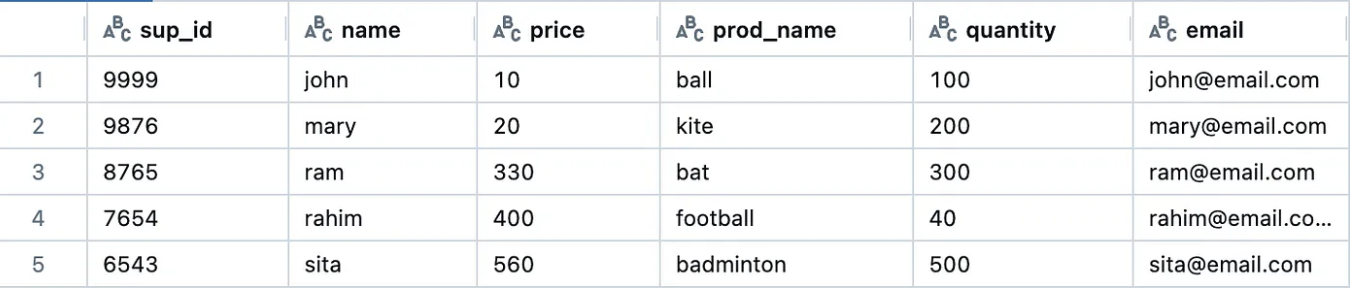 ABC sup_id ABC name ABC price ABC prod_name ABC quantity ABC email
1 9999 john 10 ball 100 john@email.com
2 9876 mary 20 kite 200 mary@email.com
3 8765 ram 330 bat 300 ram@email.com
4 7654 rahim 400 football 40 rahim@email.co...
5 6543 sita 560 badminton 500 sita@email.com